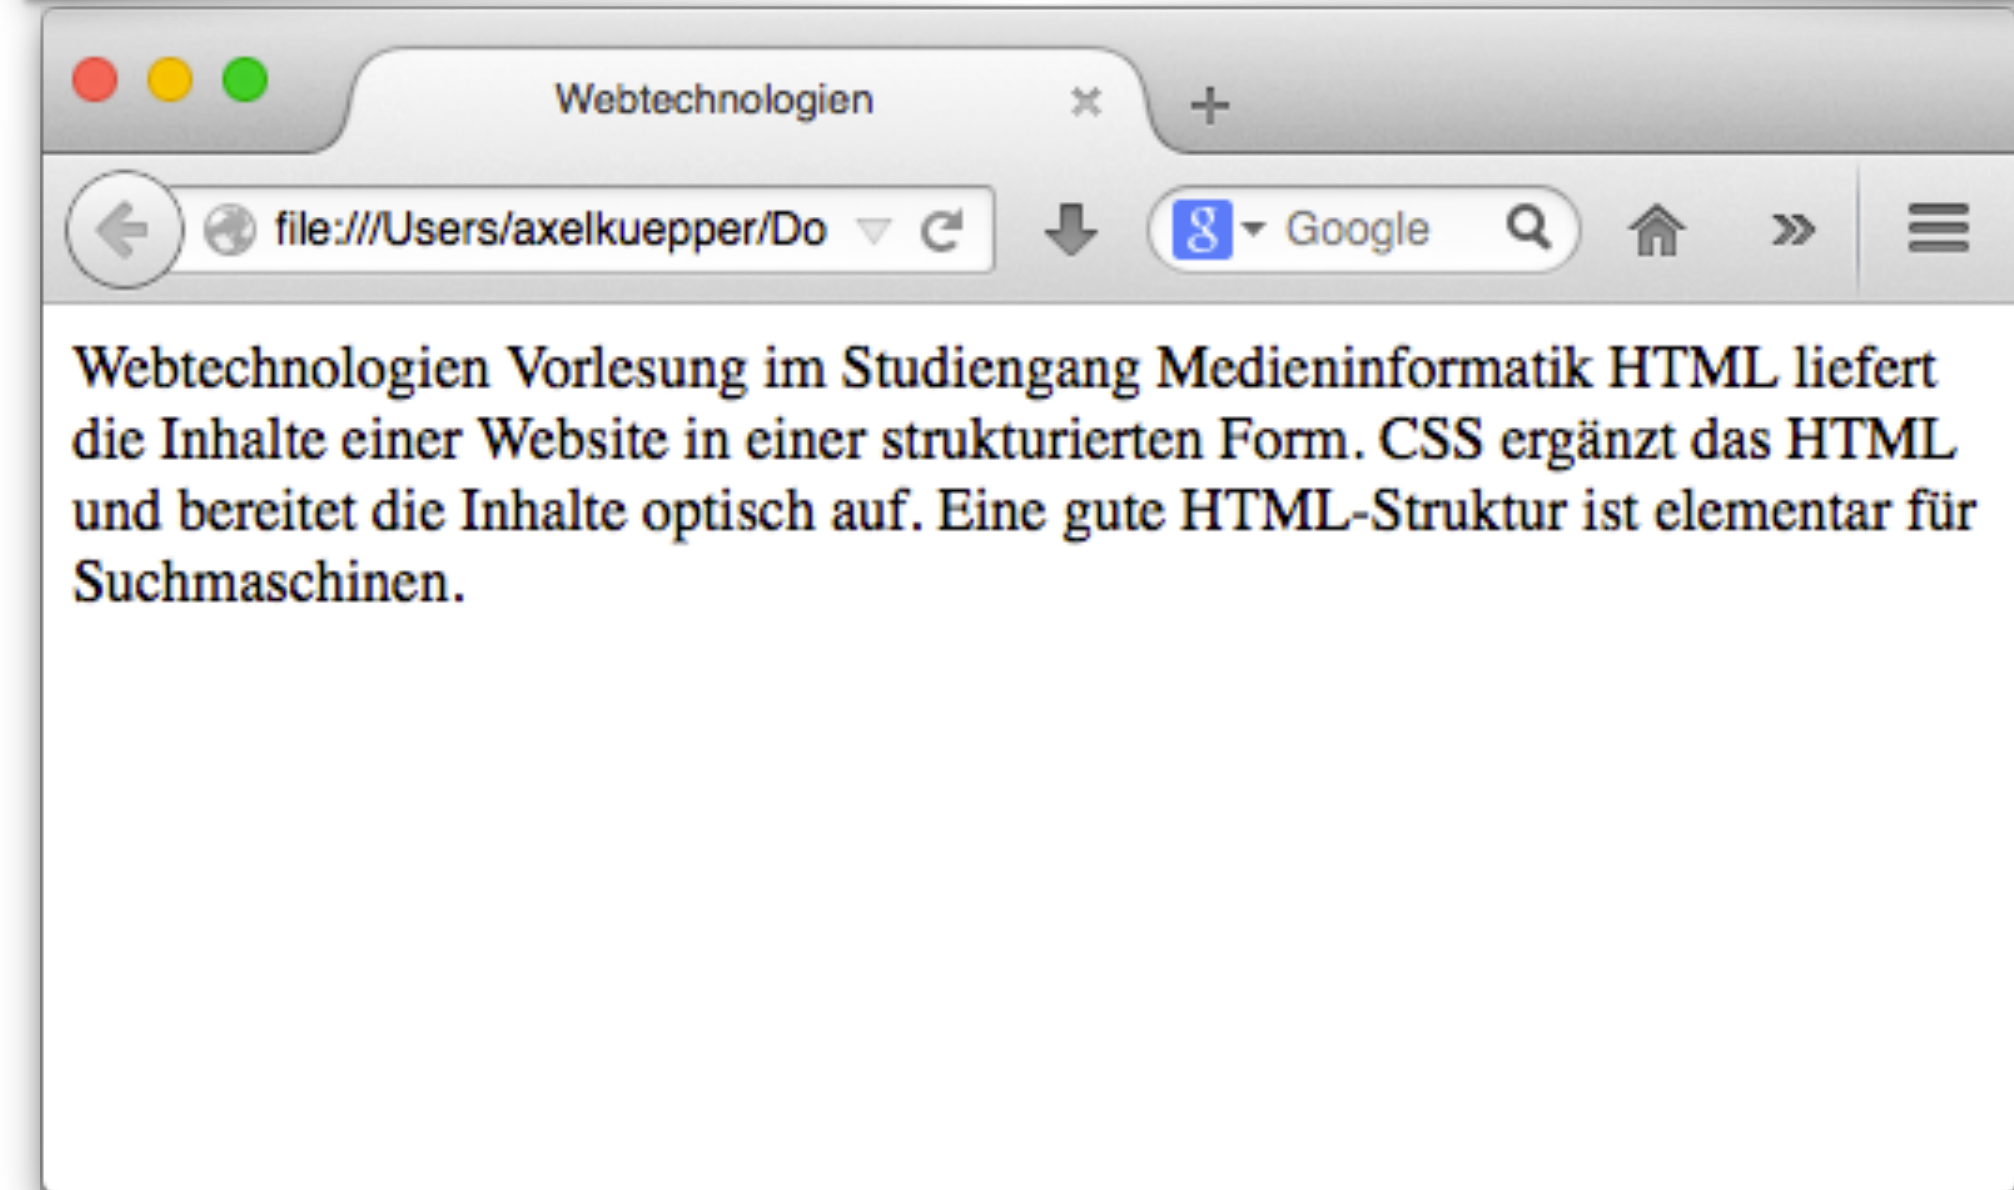 Webtechnologien
file:///Users/axelkuepper/Do
g Google
Webtechnologien Vorlesung im Studiengang Medieninformatik HTML liefert
die Inhalte einer Website in einer strukturierten Form. CSS ergänzt das HTML
und bereitet die Inhalte optisch auf. Eine gute HTML-Struktur ist elementar für
Suchmaschinen.